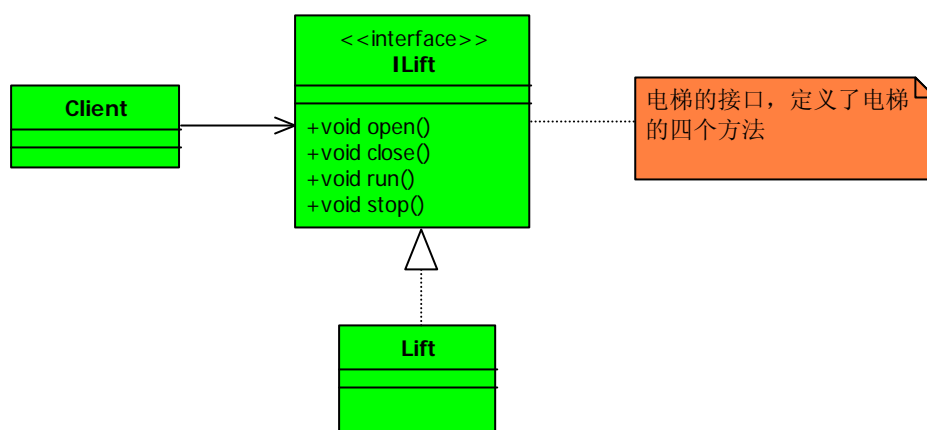 <<interface>>
ILift
Client
+void open()
+void close()
+void run()
+void stop()
电梯的接口，定义了电梯
的四个方法
Lift